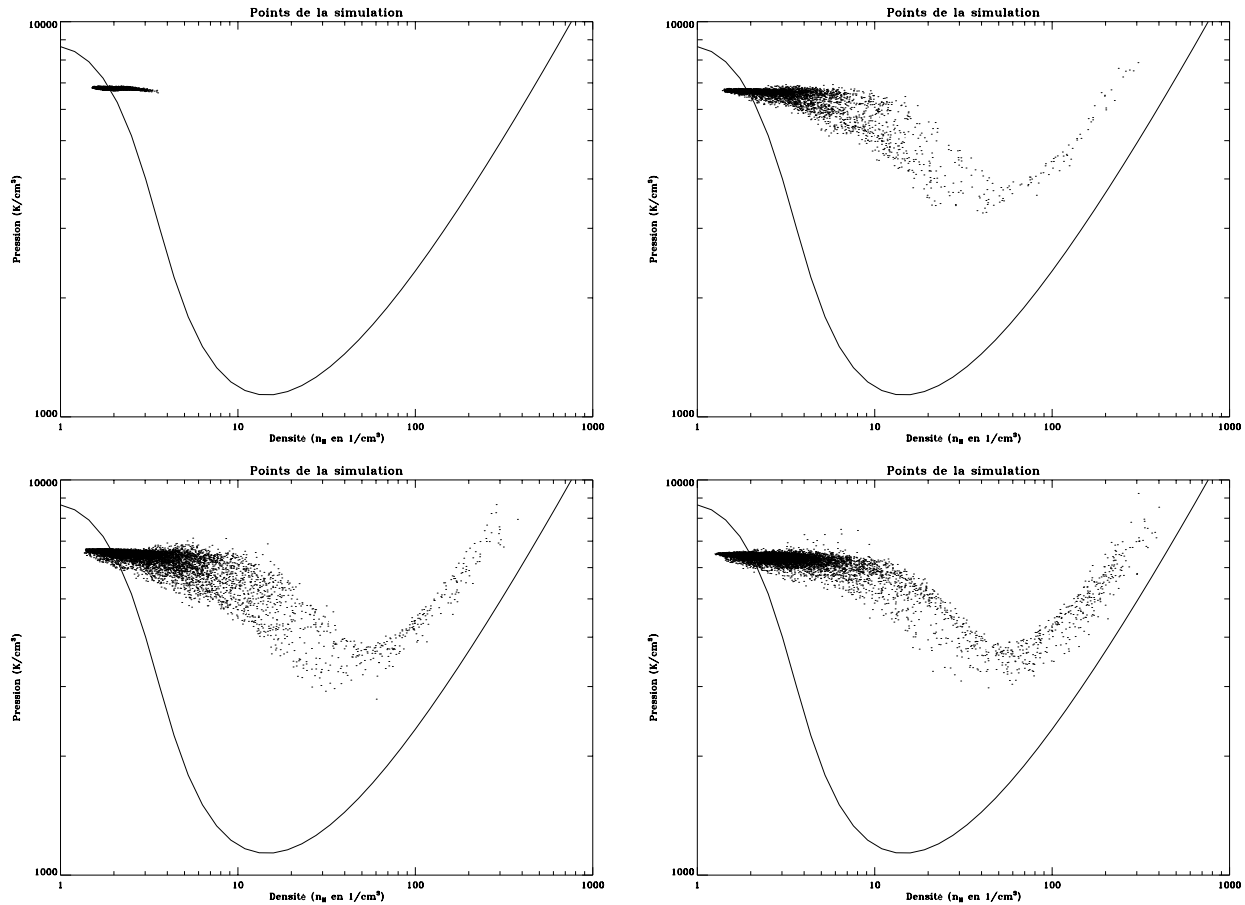 Points de la simulation
10000
Pression (K/cm³)
1000
1
10
100
1000
Densité (n_H en 1/cm³)
Points de la simulation
10000
Pression (K/cm³)
1000
1
10
100
1000
Densité (n_H en 1/cm³)
Points de la simulation
10000
Pression (K/cm³)
1000
1
10
100
1000
Densité (n_H en 1/cm³)
Points de la simulation
10000
Pression (K/cm³)
1000
1
10
100
1000
Densité (n_H en 1/cm³)